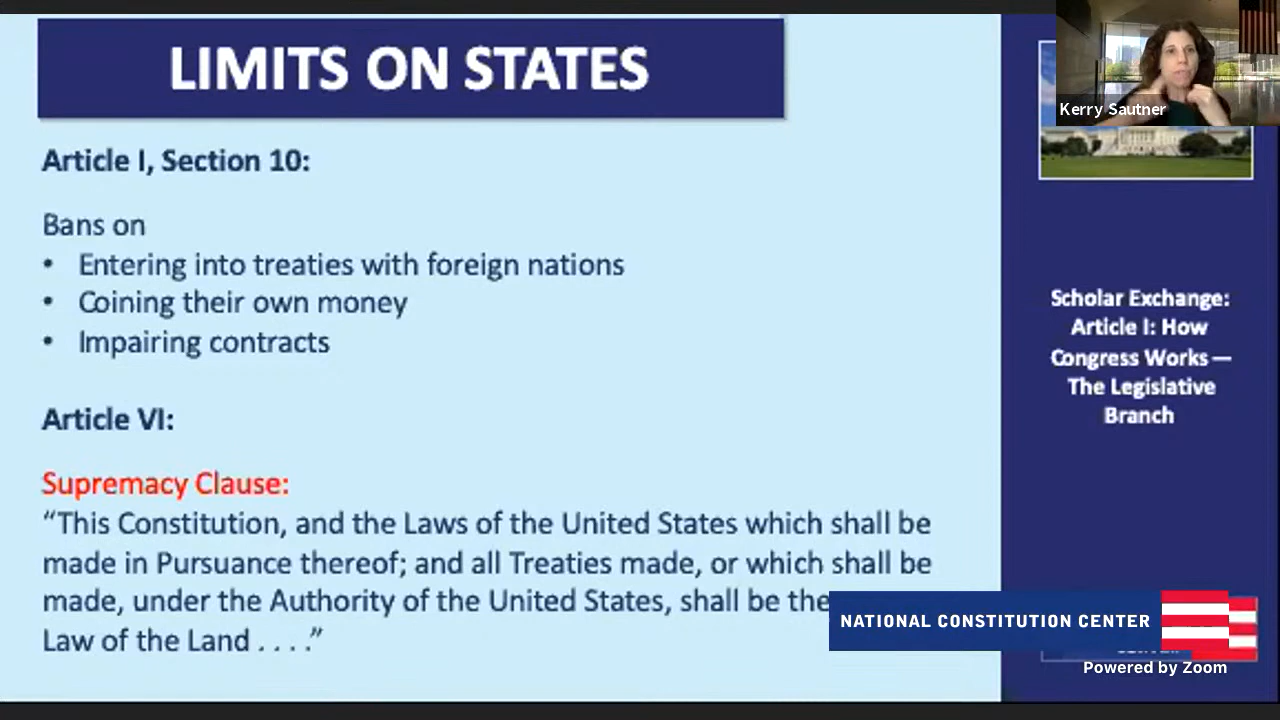 LIMITS ON STATES
Article I, Section 10:
Bans on
• Entering into treaties with foreign nations
• Coining their own money
• Impairing contracts
Article VI:
Supremacy Clause:
“This Constitution, and the Laws of the United States which shall be
made in Pursuance thereof; and all Treaties made, or which shall be
made, under the Authority of the United States, shall be the
Law of the Land . . . .”
Kerry Sautner
Scholar Exchange:
Article I: How
Congress Works —
The Legislative
Branch
NATIONAL CONSTITUTION CENTER
Powered by Zoom